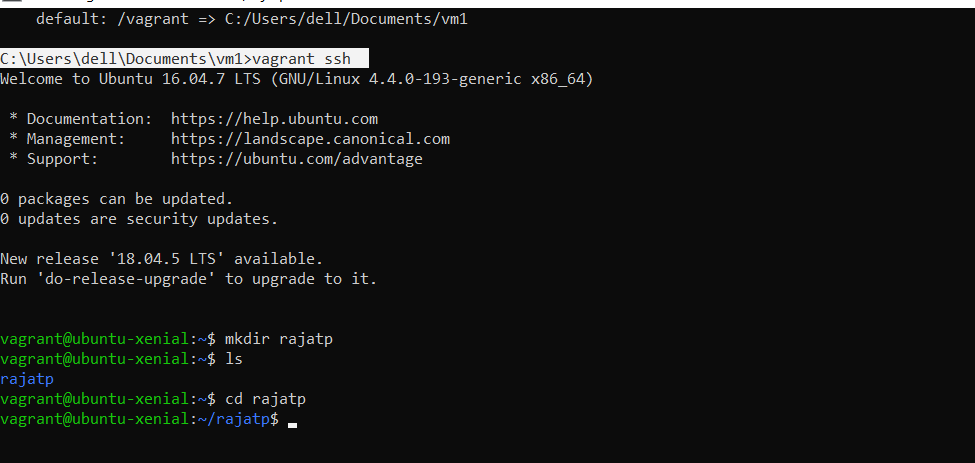 default: /vagrant => C:/Users/dell/Documents/vm1
C:\Users\dell\Documents\vm1>vagrant ssh
Welcome to Ubuntu 16.04.7 LTS (GNU/Linux 4.4.0-193-generic x86_64)
* Documentation:  https://help.ubuntu.com
* Management:     https://landscape.canonical.com
* Support:        https://ubuntu.com/advantage
0 packages can be updated.
0 updates are security updates.
New release '18.04.5 LTS' available.
Run 'do-release-upgrade' to upgrade to it.
vagrant@ubuntu-xenial:~$ mkdir rajatp
vagrant@ubuntu-xenial:~$ ls
rajatp
vagrant@ubuntu-xenial:~$ cd rajatp
vagrant@ubuntu-xenial:~/rajatp$